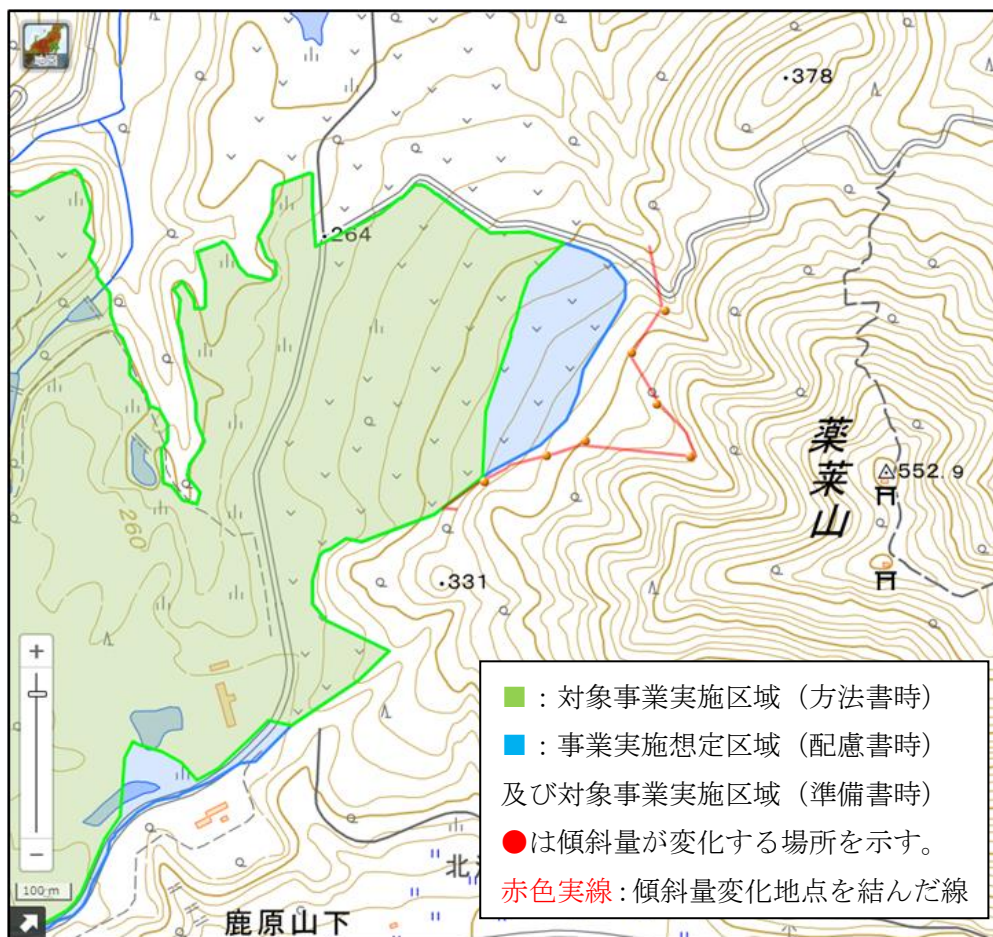 地図
・378
・264
薬莱山
552.9
260
・331
+
−
100 m
北
鹿原山下
■：対象事業実施区域（方法書時）
■：事業実施想定区域（配慮書時）
及び対象事業実施区域（準備書時）
●は傾斜量が変化する場所を示す。
赤色実線：傾斜量変化地点を結んだ線